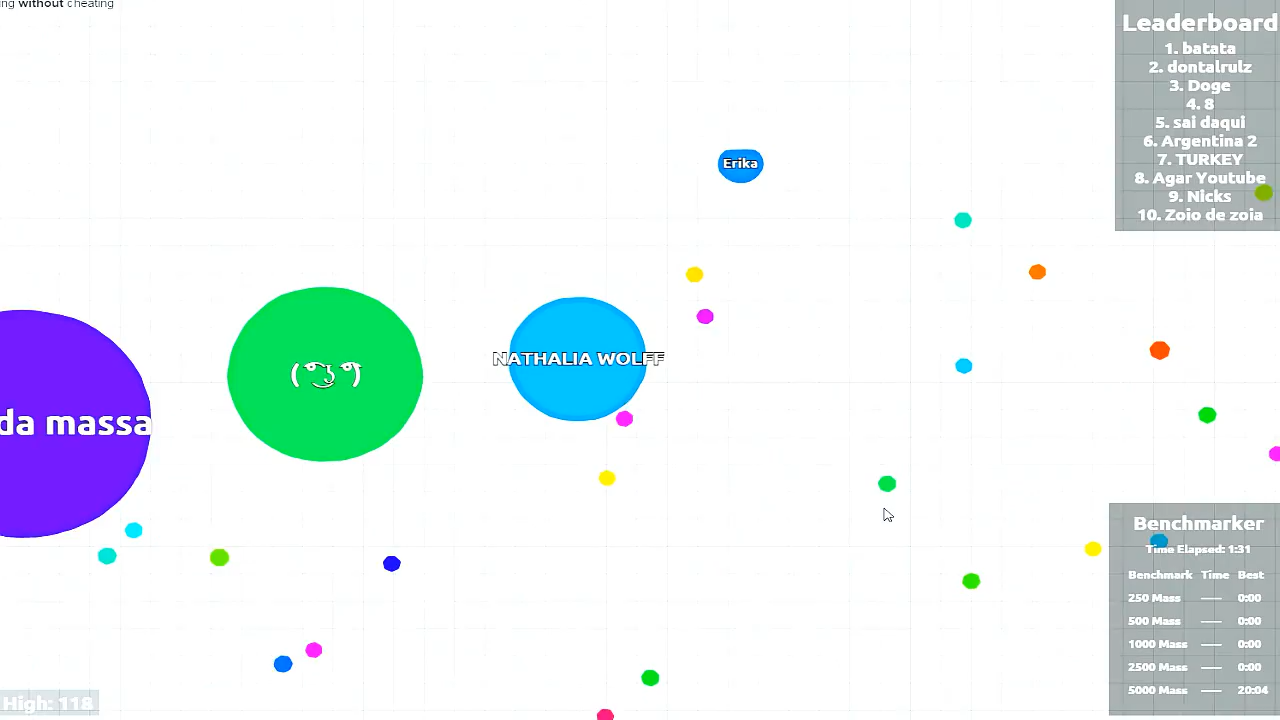 ng without cheating
Leaderboard
1. batata
2. dontalrulz
3. Doge
4. 8
5. sai daqui
6. Argentina 2
7. TURKEY
8. Agar Youtube
9. Nicks
10. Zoio de zoia
Erika
NATHALIA WOLFF
( ͡° ͜ʖ ͡°)
da massa
Benchmarker
Time Elapsed: 1:31
Benchmark Time Best
250 Mass —— 0:00
500 Mass —— 0:00
1000 Mass —— 0:00
2500 Mass —— 0:00
5000 Mass —— 20:04
High: 118